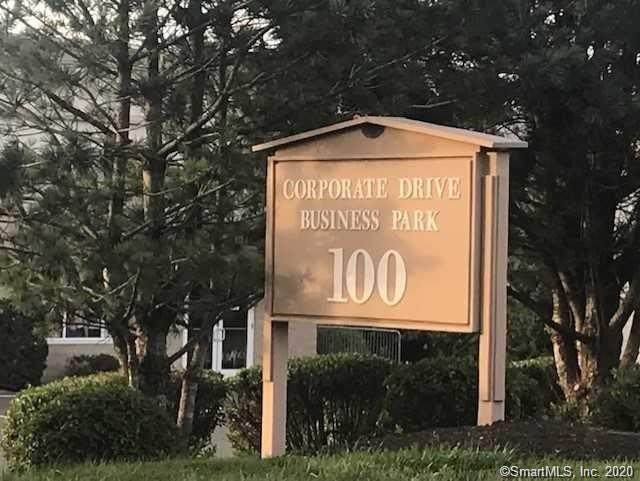 CORPORATE DRIVE
BUSINESS PARK
100
©SmartMLS, Inc. 2020